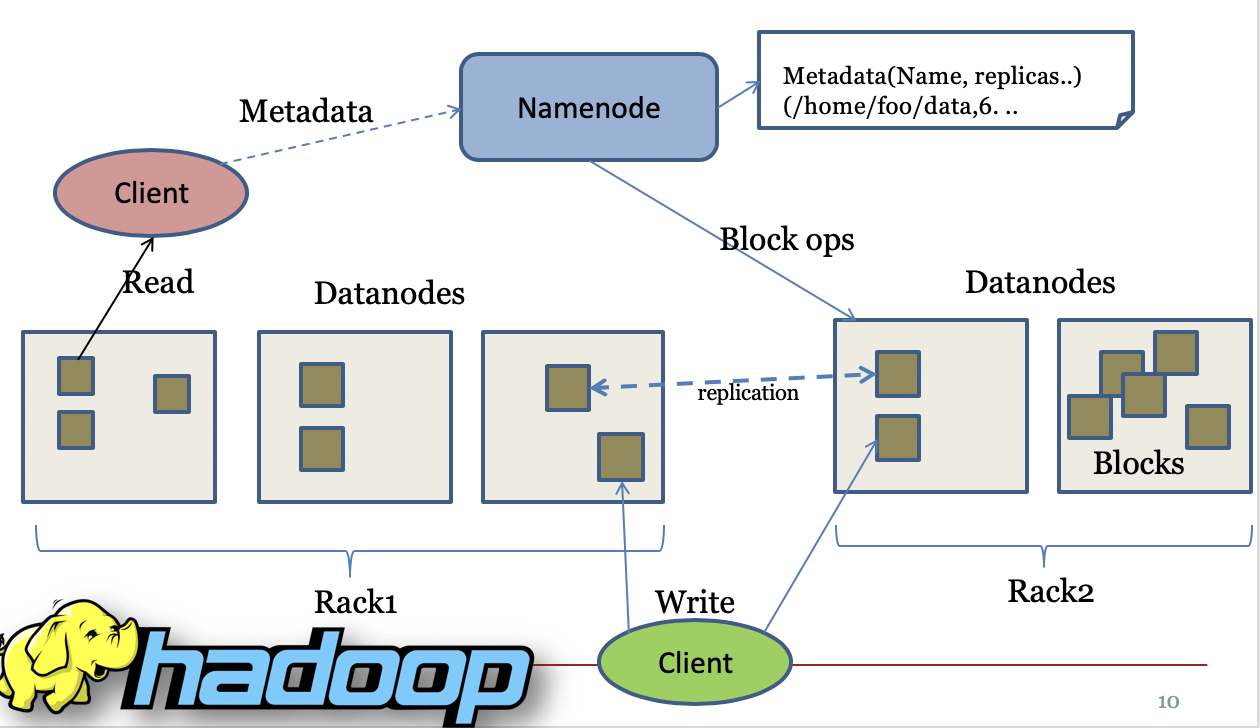 Metadata(Name, replicas..)
(/home/foo/data,6. ..
Namenode
Metadata
Client
Block ops
Read
Datanodes
Datanodes
replication
Blocks
Rack1
Write
Rack2
hadoop
Client
10